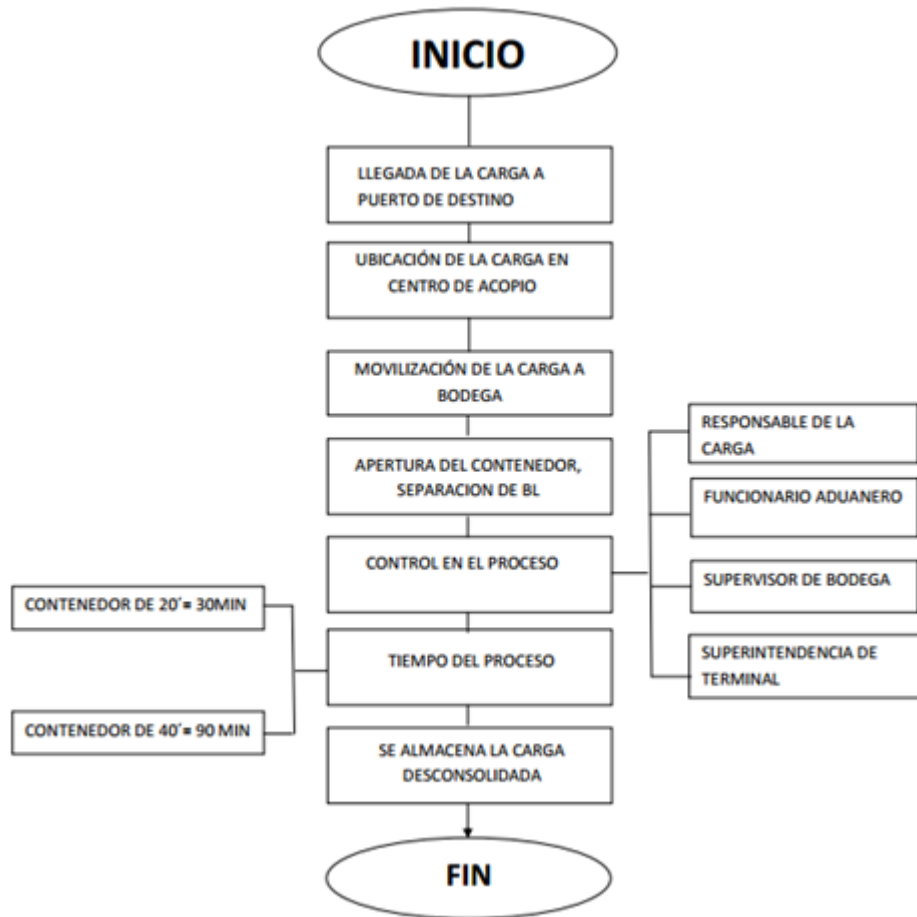 INICIO
LLEGADA DE LA CARGA A
PUERTO DE DESTINO
UBICACIÓN DE LA CARGA EN
CENTRO DE ACOPIO
MOVILIZACIÓN DE LA CARGA A
BODEGA
APERTURA DEL CONTENEDOR,
SEPARACION DE BL
CONTROL EN EL PROCESO
RESPONSABLE DE LA
CARGA
FUNCIONARIO ADUANERO
SUPERVISOR DE BODEGA
SUPERINTENDENCIA DE
TERMINAL
TIEMPO DEL PROCESO
CONTENEDOR DE 20´= 30MIN
CONTENEDOR DE 40´= 90 MIN
SE ALMACENA LA CARGA
DESCONSOLIDADA
FIN